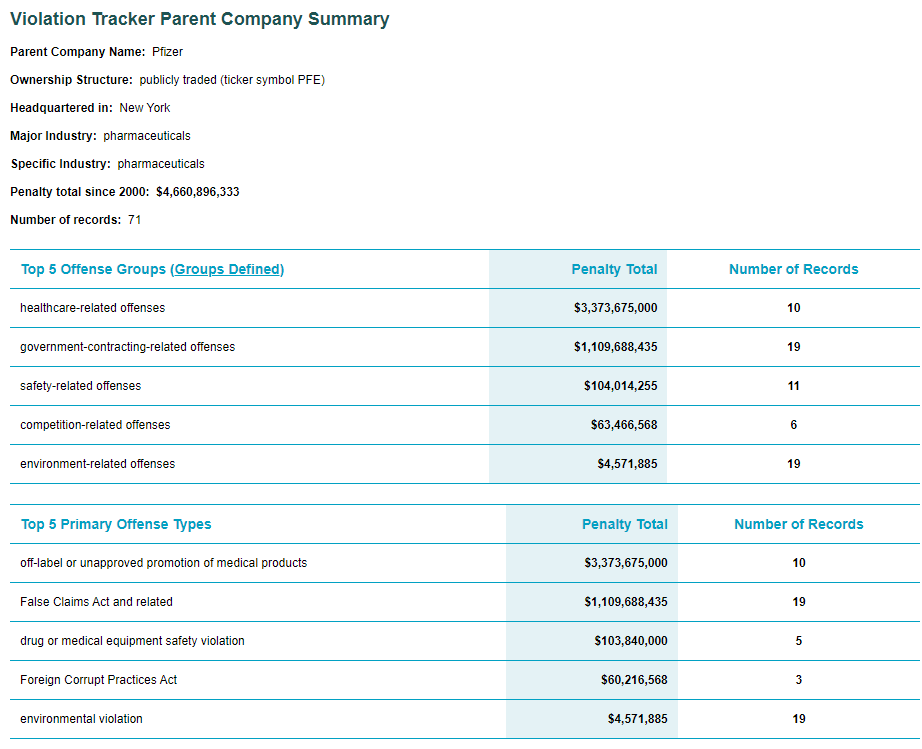 Violation Tracker Parent Company Summary
Parent Company Name: Pfizer
Ownership Structure: publicly traded (ticker symbol PFE)
Headquartered in: New York
Major Industry: pharmaceuticals
Specific Industry: pharmaceuticals
Penalty total since 2000: $4,660,896,333
Number of records: 71
Top 5 Offense Groups (Groups Defined) Penalty Total Number of Records
healthcare-related offenses $3,373,675,000 10
government-contracting-related offenses $1,109,688,435 19
safety-related offenses $104,014,255 11
competition-related offenses $63,466,568 6
environment-related offenses $4,571,885 19
Top 5 Primary Offense Types Penalty Total Number of Records
off-label or unapproved promotion of medical products $3,373,675,000 10
False Claims Act and related $1,109,688,435 19
drug or medical equipment safety violation $103,840,000 5
Foreign Corrupt Practices Act $60,216,568 3
environmental violation $4,571,885 19